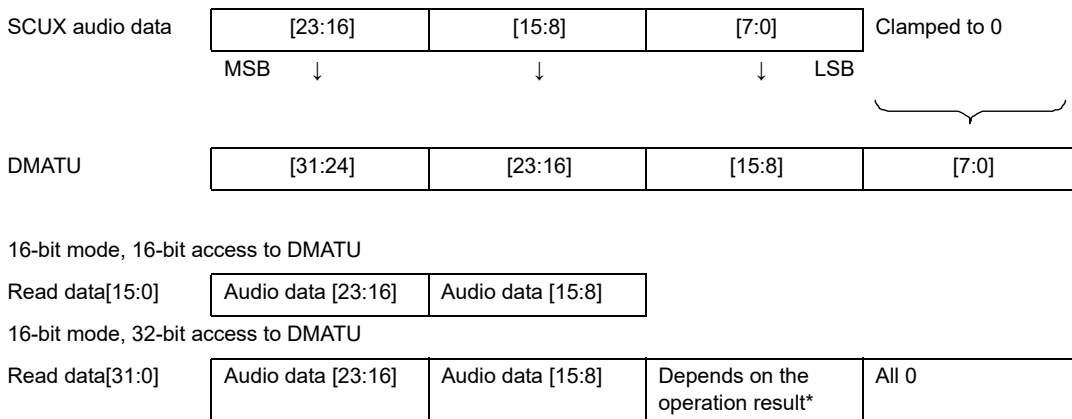 SCUX audio data [23:16] [15:8] [7:0] Clamped to 0
MSB ↓ ↓ ↓ LSB
DMATU [31:24] [23:16] [15:8] [7:0]
16-bit mode, 16-bit access to DMATU
Read data[15:0] Audio data [23:16] Audio data [15:8]
16-bit mode, 32-bit access to DMATU
Read data[31:0] Audio data [23:16] Audio data [15:8] Depends on the All 0
operation result*